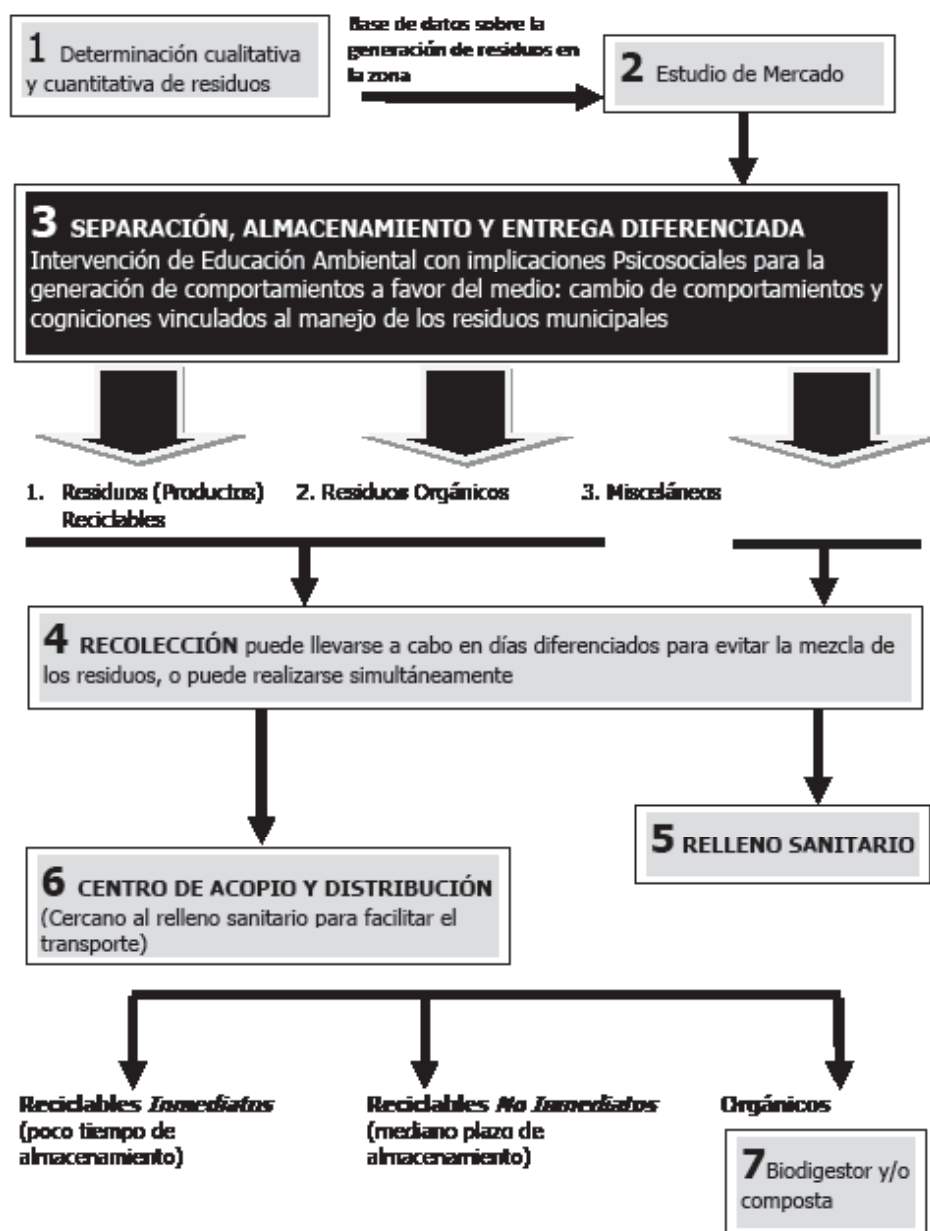 1 Determinación cualitativa
y cuantitativa de residuos
Base de datos sobre la
generación de residuos en
la zona
2 Estudio de Mercado
3 SEPARACIÓN, ALMACENAMIENTO Y ENTREGA DIFERENCIADA
Intervención de Educación Ambiental con implicaciones Psicosociales para la
generación de comportamientos a favor del medio: cambio de comportamientos y
cogniciones vinculados al manejo de los residuos municipales
1. Residuos (Productos)
Reciclables
2. Residuos Orgánicos
3. Misceláneos
4 RECOLECCIÓN puede llevarse a cabo en días diferenciados para evitar la mezcla de
los residuos, o puede realizarse simultáneamente
5 RELLENO SANITARIO
6 CENTRO DE ACOPIO Y DISTRIBUCIÓN
(Cercano al relleno sanitario para facilitar el
transporte)
Reciclables Inmediatos
(poco tiempo de
almacenamiento)
Reciclables No Inmediatos
(mediano plazo de
almacenamiento)
Orgánicos
7 Biodigestor y/o
composta